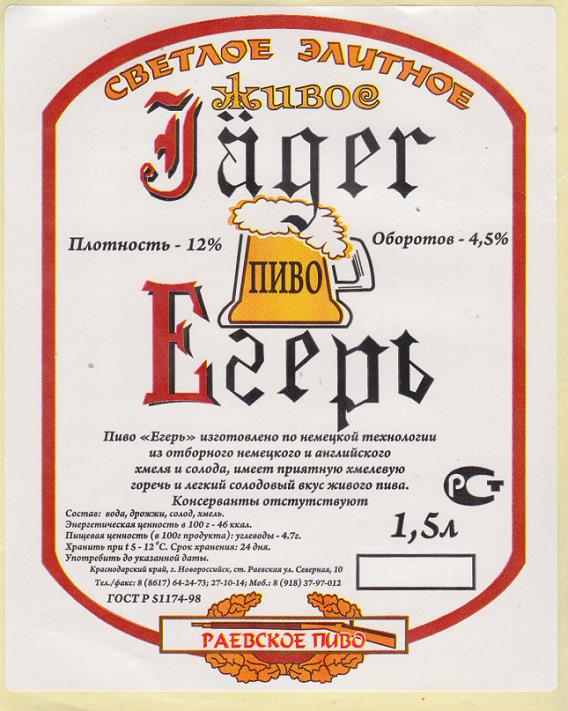 СВЕТЛОЕ ЭЛИТНОЕ
живое
Jäger
Плотность - 12%
Оборотов - 4,5%
ПИВО
Егерь
Пиво «Егерь» изготовлено по немецкой технологии
из отборного немецкого и английского
хмеля и солода, имеет приятную хмелевую
горечь и легкий солодовый вкус живого пива.
Консерванты отстутствуют
Состав: вода, дрожжи, солод, хмель.
Энергетическая ценность в 100 г - 46 ккал.
Пищевая ценность (в 100г продукта): углеводы - 4.7г.
Хранить при t 5 - 12 °С. Срок хранения: 24 дня.
Употребить до указанной даты.
Краснодарский край, г. Новороссийск, ст. Раевская ул. Северная, 10
Тел./факс: 8 (8617) 64-24-73; 27-10-14; Моб.: 8 (918) 37-97-012
ГОСТ Р 51174-98
РСТ
1,5л
РАЕВСКОЕ ПИВО